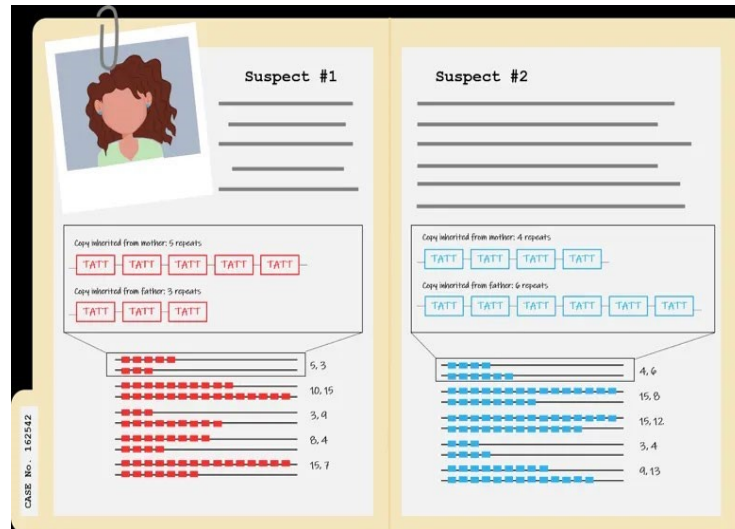 Suspect #1
Copy inherited from mother: 5 repeats
TATT TATT TATT TATT TATT
Copy inherited from father: 3 repeats
TATT TATT TATT
5, 3
10, 15
3, 9
8, 4
15, 7
CASE No. 162542
Suspect #2
Copy inherited from mother: 4 repeats
TATT TATT TATT TATT
Copy inherited from father: 6 repeats
TATT TATT TATT TATT TATT TATT
4, 6
15, 8
15, 12
3, 4
9, 13